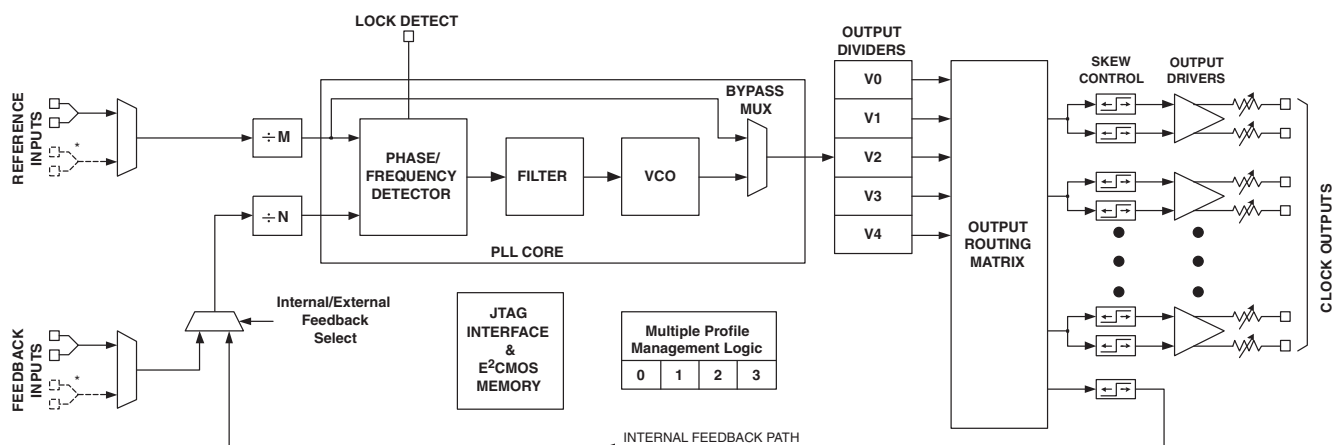 LOCK DETECT
REFERENCE
INPUTS
*
÷ M
÷ N
PHASE/
FREQUENCY
DETECTOR
FILTER
VCO
BYPASS
MUX
PLL CORE
OUTPUT
DIVIDERS
V0
V1
V2
V3
V4
OUTPUT
ROUTING
MATRIX
SKEW
CONTROL
OUTPUT
DRIVERS
CLOCK OUTPUTS
Internal/External
Feedback
Select
FEEDBACK
INPUTS
*
JTAG
INTERFACE
&
E²CMOS
MEMORY
Multiple Profile
Management Logic
0 1 2 3
INTERNAL FEEDBACK PATH